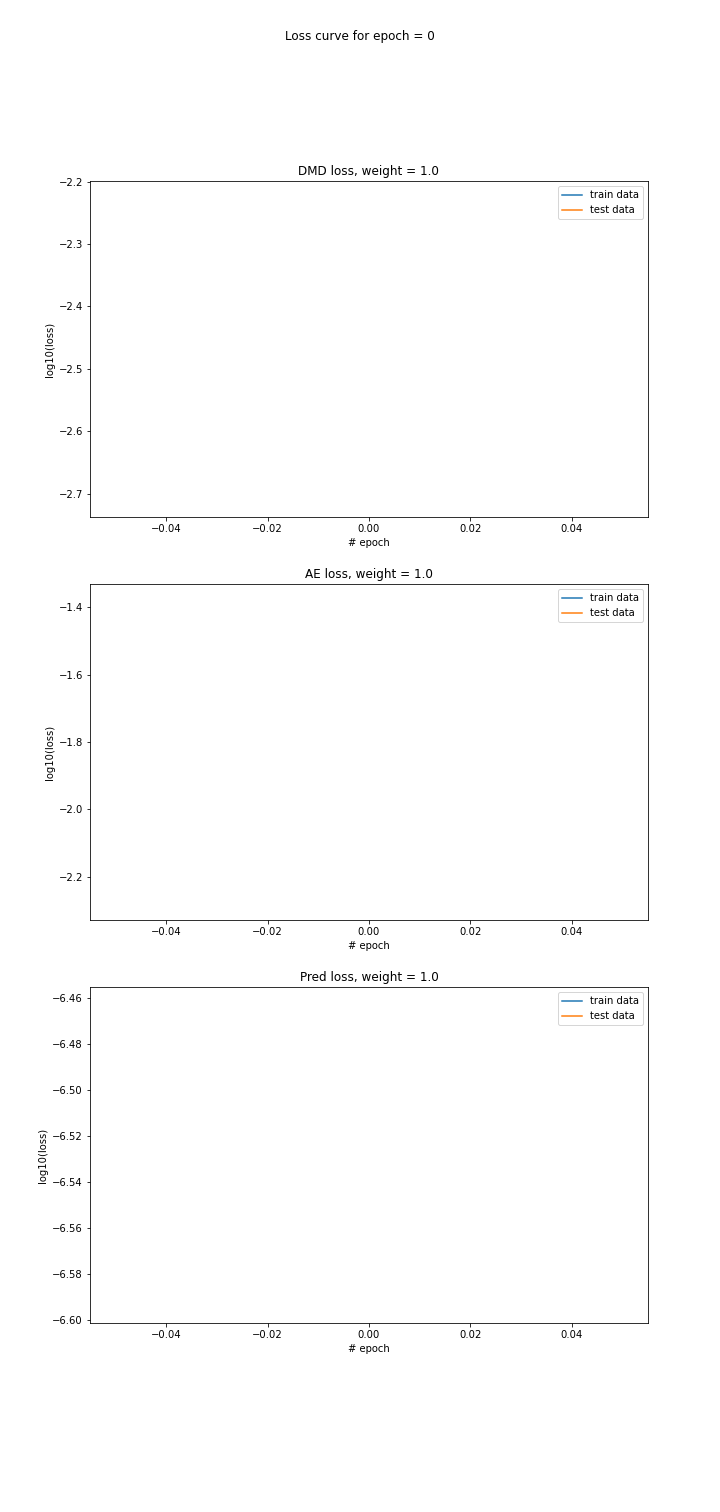 Loss curve for epoch = 0
DMD loss, weight = 1.0
−2.2
−2.3
−2.4
−2.5
−2.6
−2.7
log10(loss)
train data
test data
−0.04 −0.02 0.00 0.02 0.04
# epoch
AE loss, weight = 1.0
−1.4
−1.6
−1.8
−2.0
−2.2
log10(loss)
train data
test data
−0.04 −0.02 0.00 0.02 0.04
# epoch
Pred loss, weight = 1.0
−6.46
−6.48
−6.50
−6.52
−6.54
−6.56
−6.58
−6.60
log10(loss)
train data
test data
−0.04 −0.02 0.00 0.02 0.04
# epoch